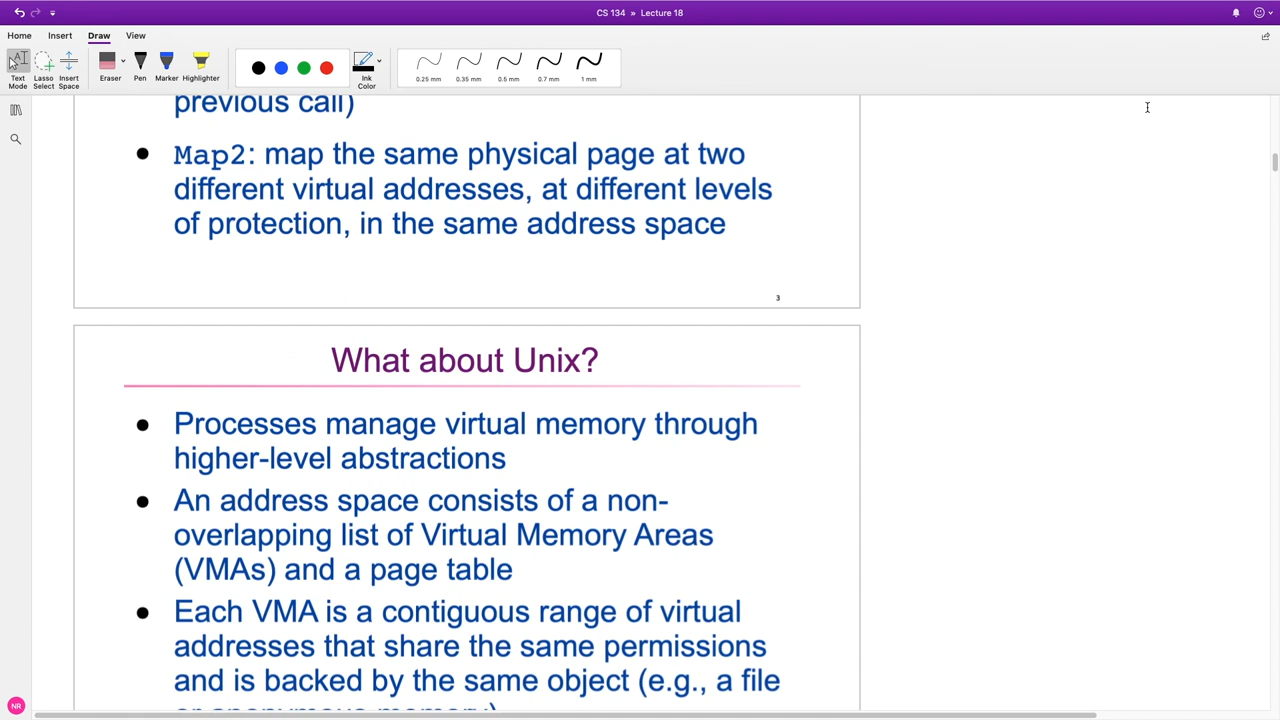 CS 134 » Lecture 18
Home Insert Draw View
Text Mode
Lasso Select
Insert Space
Eraser
Pen
Marker
Highlighter
Ink Color
0.25 mm
0.35 mm
0.5 mm
0.7 mm
1 mm
previous call)
● Map2: map the same physical page at two
different virtual addresses, at different levels
of protection, in the same address space
3
What about Unix?
● Processes manage virtual memory through
higher-level abstractions
● An address space consists of a non-
overlapping list of Virtual Memory Areas
(VMAs) and a page table
● Each VMA is a contiguous range of virtual
addresses that share the same permissions
and is backed by the same object (e.g., a file
or anonymous memory)
NR